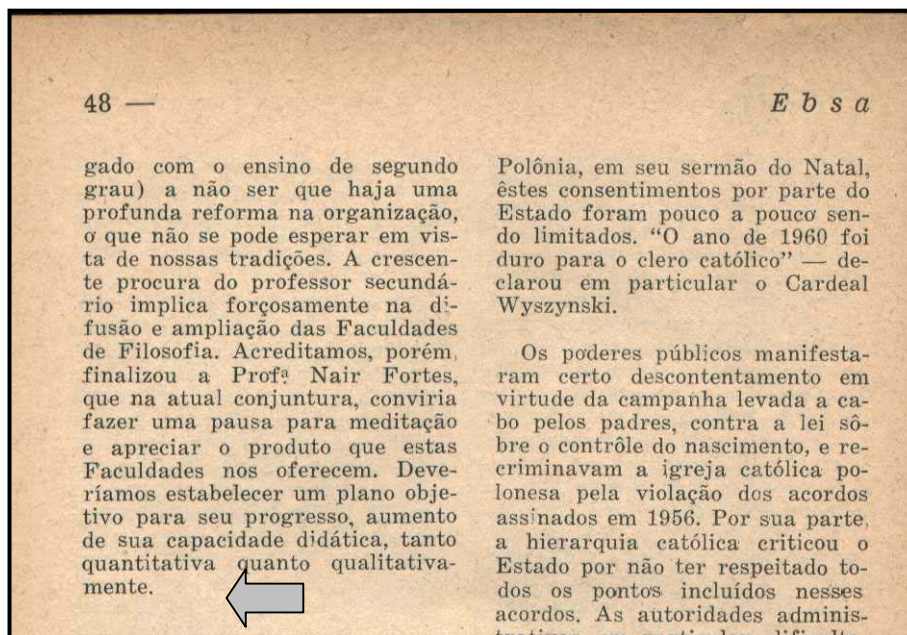 48 —
Ebsa
gado com o ensino de segundo
grau) a não ser que haja uma
profunda reforma na organização,
o que não se pode esperar em vis-
ta de nossas tradições. A crescen-
te procura do professor secundá-
rio implica forçosamente na di-
fusão e ampliação das Faculdades
de Filosofia. Acreditamos, porém,
finalizou a Profª Nair Fortes,
que na atual conjuntura, conviria
fazer uma pausa para meditação
e apreciar o produto que estas
Faculdades nos oferecem. Deve-
ríamos estabelecer um plano obje-
tivo para seu progresso, aumento
de sua capacidade didática, tanto
quantitativa quanto qualitativa-
mente.
Polônia, em seu sermão do Natal,
êstes consentimentos por parte do
Estado foram pouco a pouco sen-
do limitados. “O ano de 1960 foi
duro para o clero católico” — de-
clarou em particular o Cardeal
Wyszynski.
Os poderes públicos manifesta-
ram certo descontentamento em
virtude da campanha levada a ca-
bo pelos padres, contra a lei sô-
bre o contrôle do nascimento, e re-
criminavam a igreja católica po-
lonesa pela violação dos acordos
assinados em 1956. Por sua parte,
a hierarquia católica criticou o
Estado por não ter respeitado to-
dos os pontos incluídos nesses
acordos. As autoridades adminis-